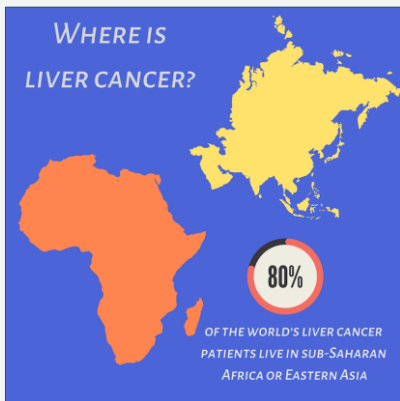 Where is
liver cancer?
80%
of the world's liver cancer
patients live in sub-Saharan
Africa or Eastern Asia